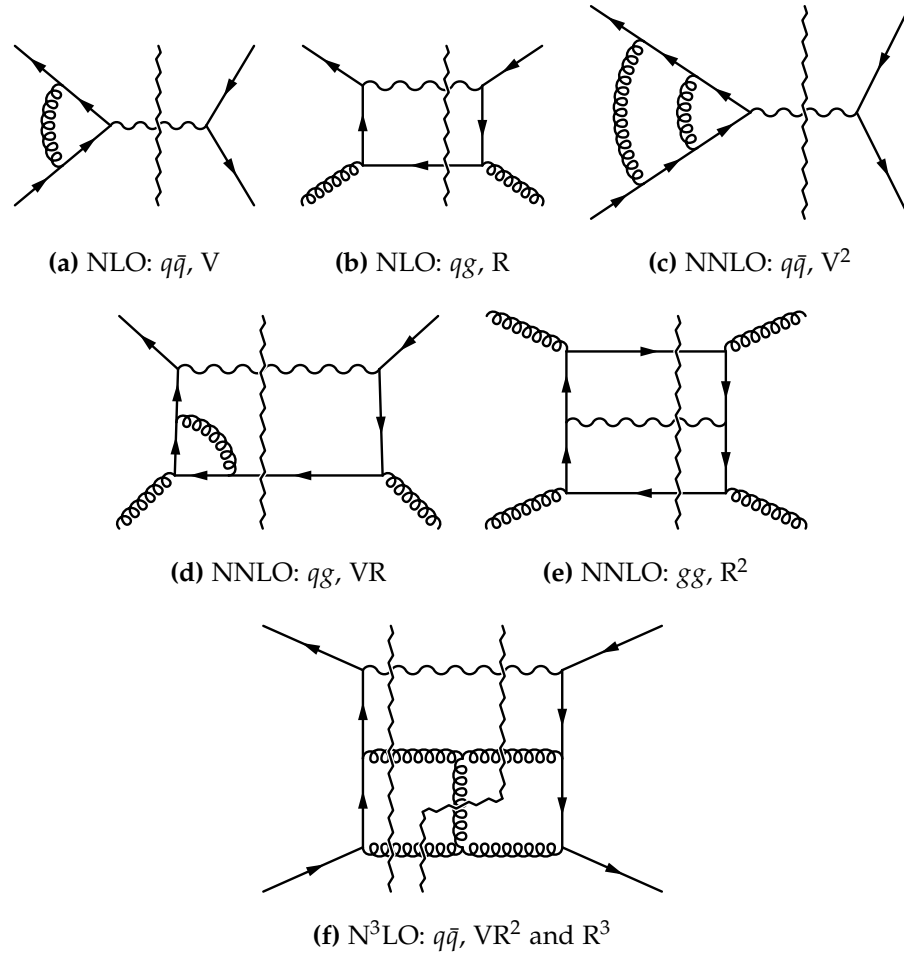 (a) NLO: qq̄, V
(b) NLO: qg, R
(c) NNLO: qq̄, V²
(d) NNLO: qg, VR
(e) NNLO: gg, R²
(f) N³LO: qq̄, VR² and R³